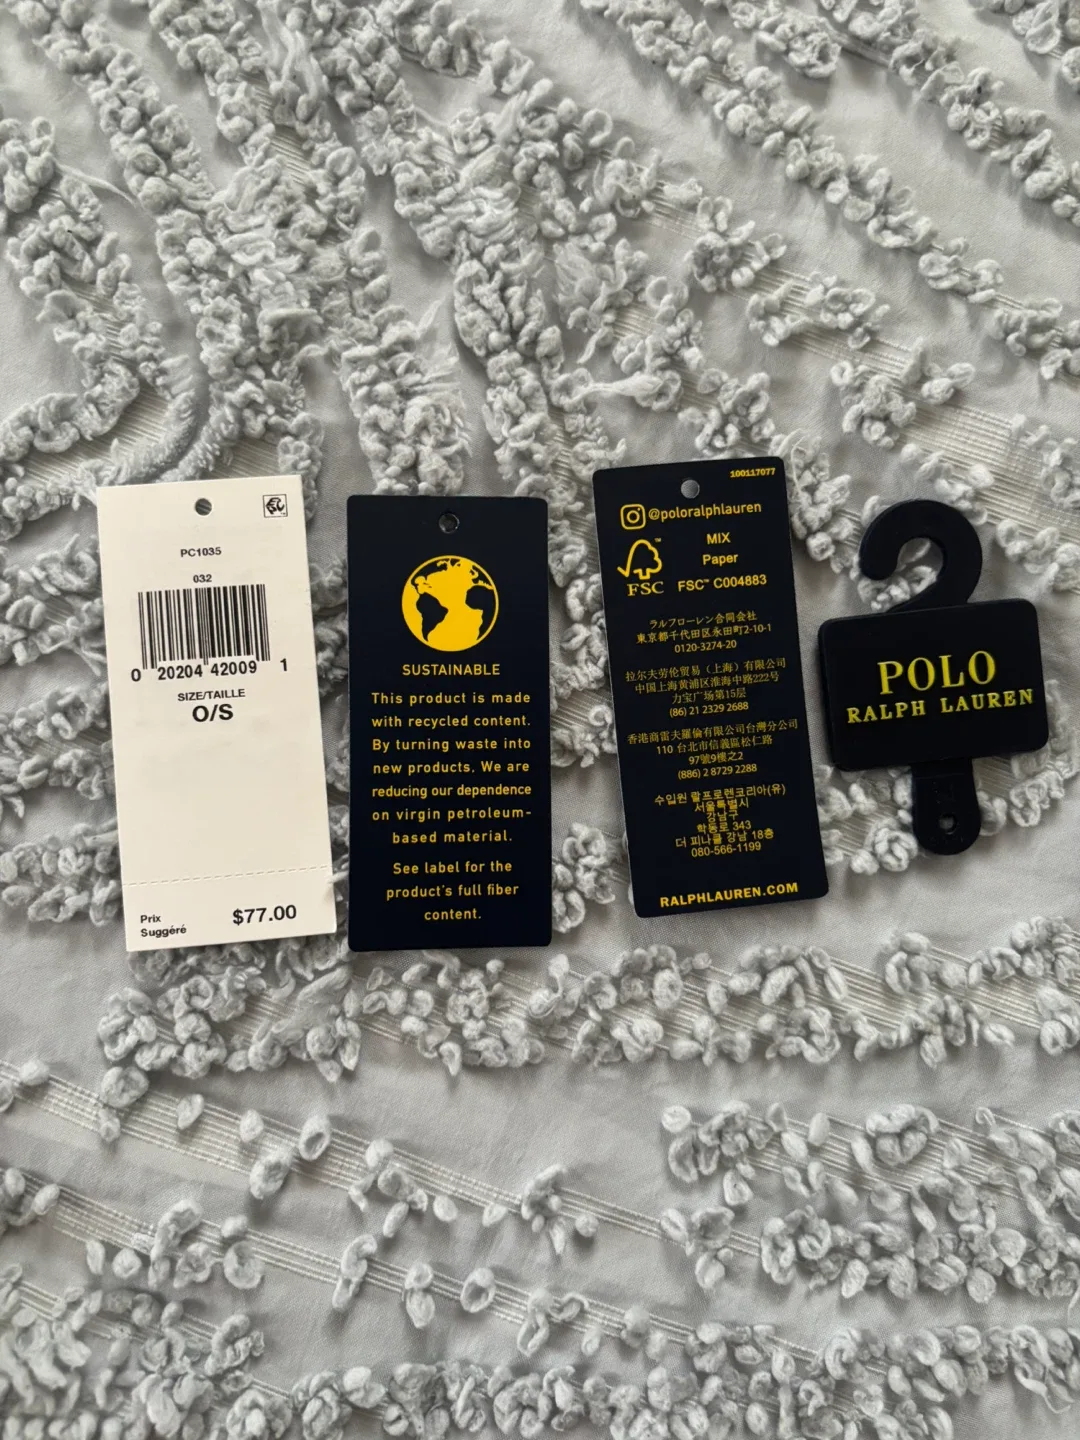 PC1035
032
0 20204 42009 1
SIZE/TAILLE
O/S
Prix
Suggéré
$77.00
SUSTAINABLE
This product is made
with recycled content.
By turning waste into
new products, We are
reducing our dependence
on virgin petroleum-
based material.
See label for the
product's full fiber
content.
100117077
@poloralphlauren
MIX
Paper
FSC™ C004883
FSC
ラルフローレン合同会社
東京都千代田区永田町2-10-1
0120-3274-20
拉尔夫劳伦贸易（上海）有限公司
中国上海黄浦区淮海中路222号
力宝广场第15层
(86) 21 2329 2688
香港商雷夫羅倫有限公司台灣分公司
110 台北市信義區松仁路
97號9樓之2
(886) 2 8729 2288
수입원 랄프로렌코리아(유)
서울특별시
강남구
학동로 343
더 피나클 강남 18층
080-566-1199
RALPHLAUREN.COM
POLO
RALPH LAUREN